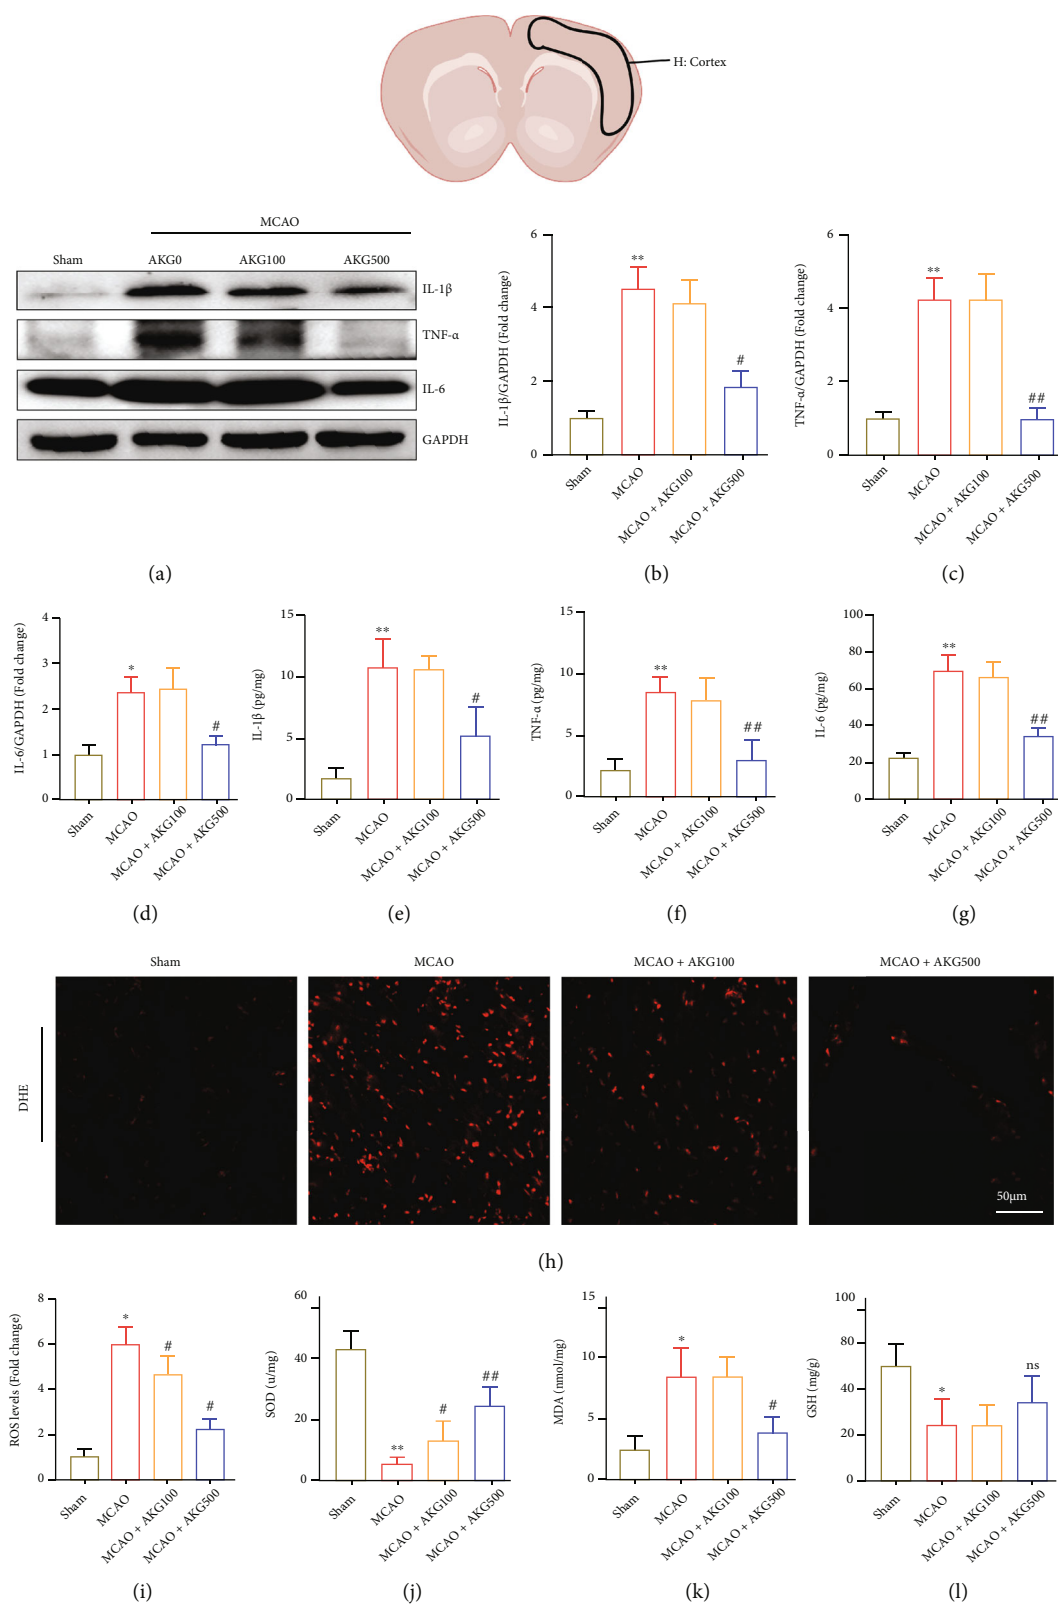 H: Cortex
MCAO
Sham AKG0 AKG100 AKG500
IL-1β
TNF-α
IL-6
GAPDH
(a)
IL-1β/GAPDH (Fold change)
6
4
2
0
**
#
Sham
MCAO
MCAO + AKG100
MCAO + AKG500
(b)
TNF-α/GAPDH (Fold change)
6
4
2
0
**
##
Sham
MCAO
MCAO + AKG100
MCAO + AKG500
(c)
IL-6/GAPDH (Fold change)
4
3
2
1
0
*
#
Sham
MCAO
MCAO + AKG100
MCAO + AKG500
(d)
IL-1β (pg/mg)
15
10
5
0
**
#
Sham
MCAO
MCAO + AKG100
MCAO + AKG500
(e)
TNF-α (pg/mg)
15
10
5
0
**
##
Sham
MCAO
MCAO + AKG100
MCAO + AKG500
(f)
IL-6 (pg/mg)
100
80
60
40
20
0
**
##
Sham
MCAO
MCAO + AKG100
MCAO + AKG500
(g)
Sham MCAO MCAO + AKG100 MCAO + AKG500
DHE
50μm
(h)
ROS levels (Fold change)
8
6
4
2
0
*
#
#
Sham
MCAO
MCAO + AKG100
MCAO + AKG500
(i)
SOD (u/mg)
60
40
20
0
**
#
##
Sham
MCAO
MCAO + AKG100
MCAO + AKG500
(j)
MDA (nmol/mg)
15
10
5
0
*
#
Sham
MCAO
MCAO + AKG100
MCAO + AKG500
(k)
GSH (mg/g)
100
80
40
20
0
*
ns
Sham
MCAO
MCAO + AKG100
MCAO + AKG500
(l)